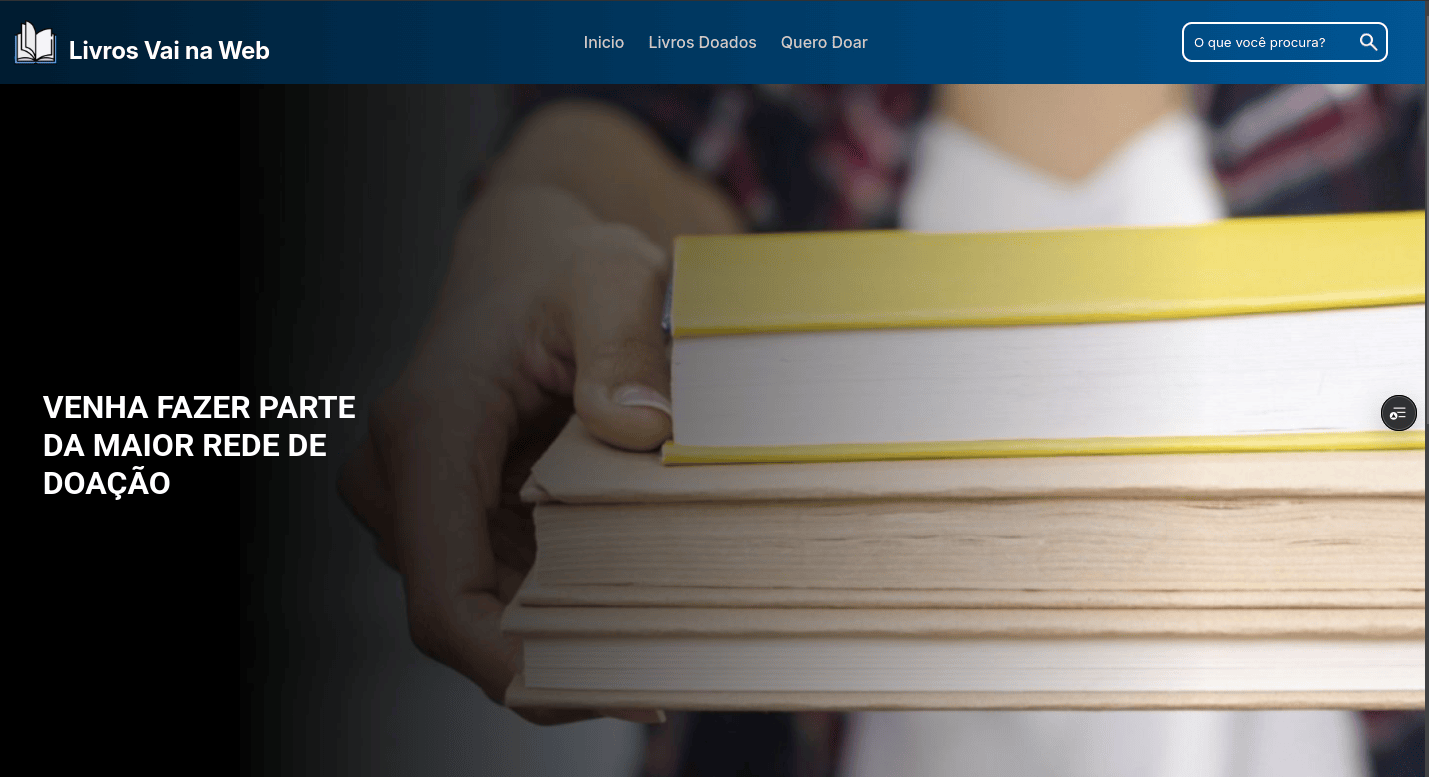 Livros Vai na Web
Inicio
Livros Doados
Quero Doar
O que você procura?
VENHA FAZER PARTE
DA MAIOR REDE DE
DOAÇÃO